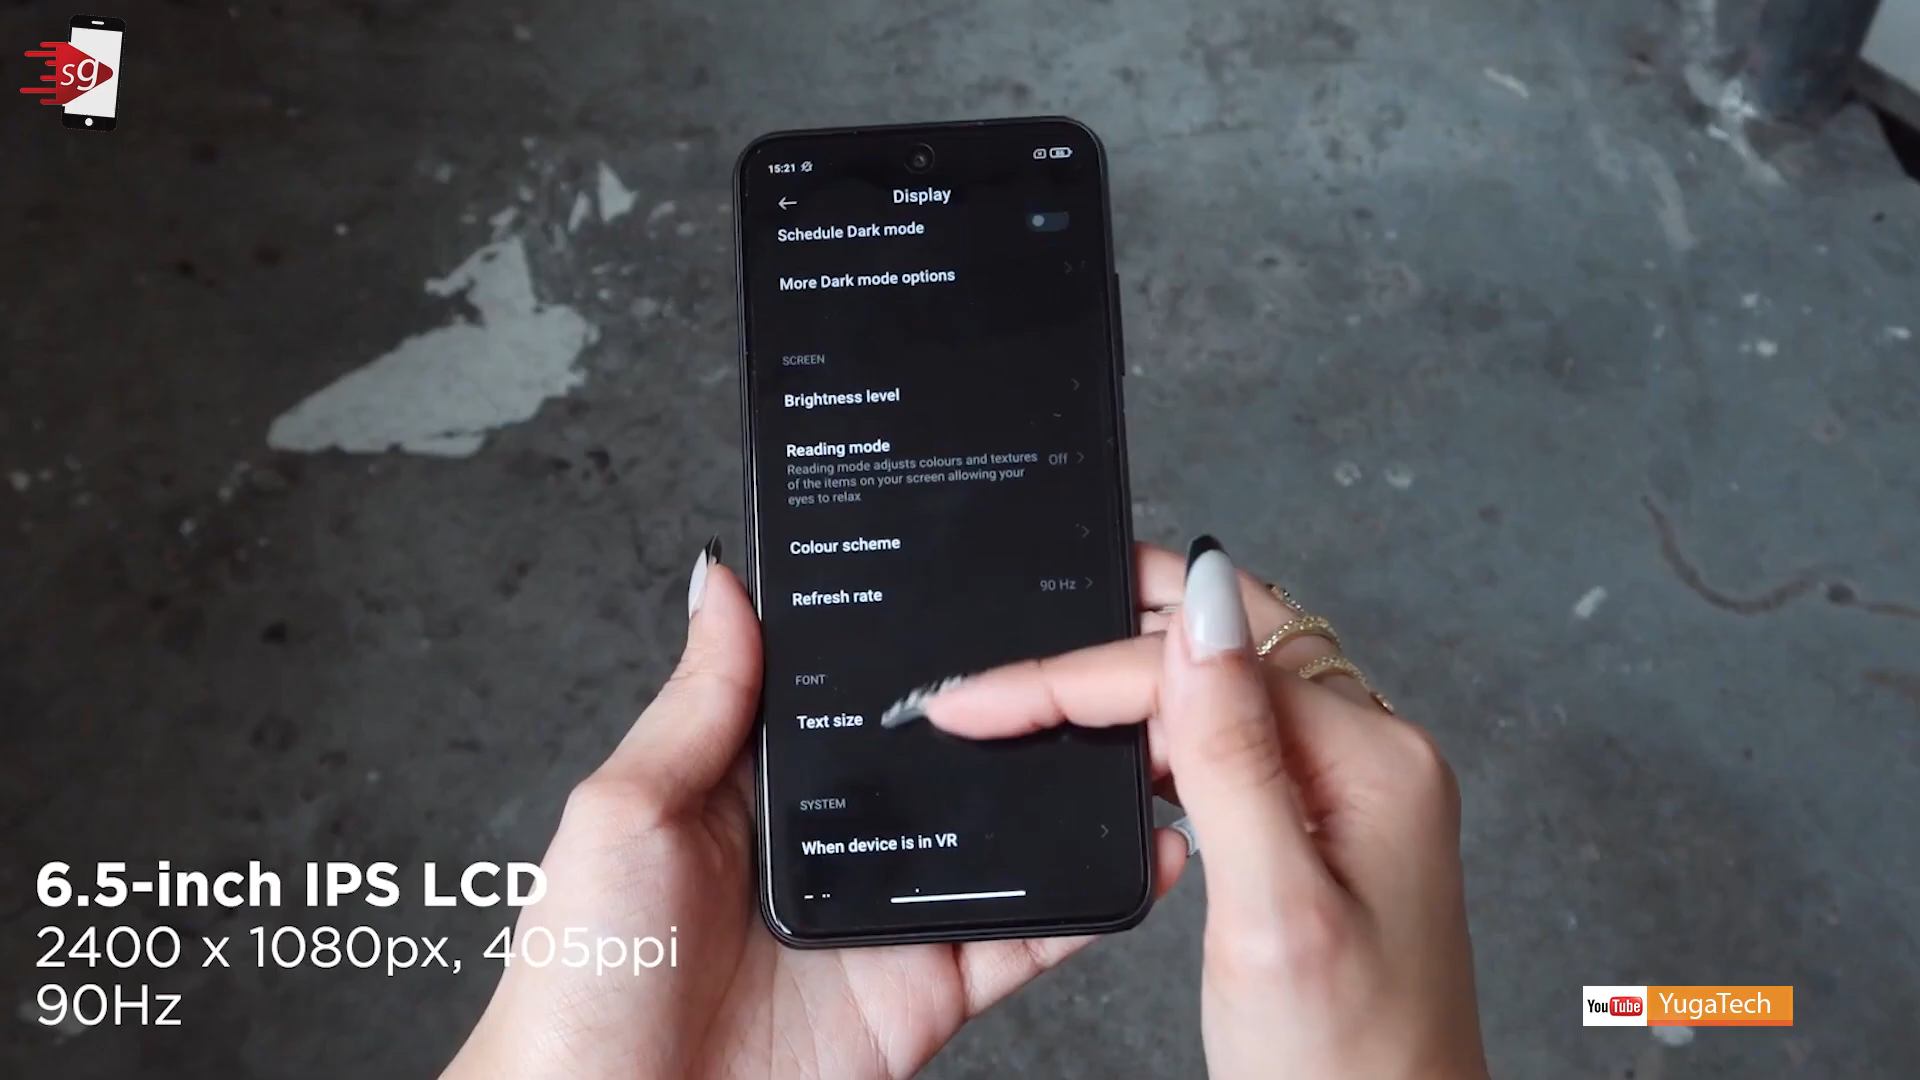 sg
15:21
86
Display
Schedule Dark mode
More Dark mode options
SCREEN
Brightness level
Reading mode
Reading mode adjusts colours and textures
of the items on your screen allowing your
eyes to relax
Off
Colour scheme
Refresh rate
90 Hz
FONT
Text size
SYSTEM
When device is in VR
6.5-inch IPS LCD
2400 x 1080px, 405ppi
90Hz
YouTube YugaTech